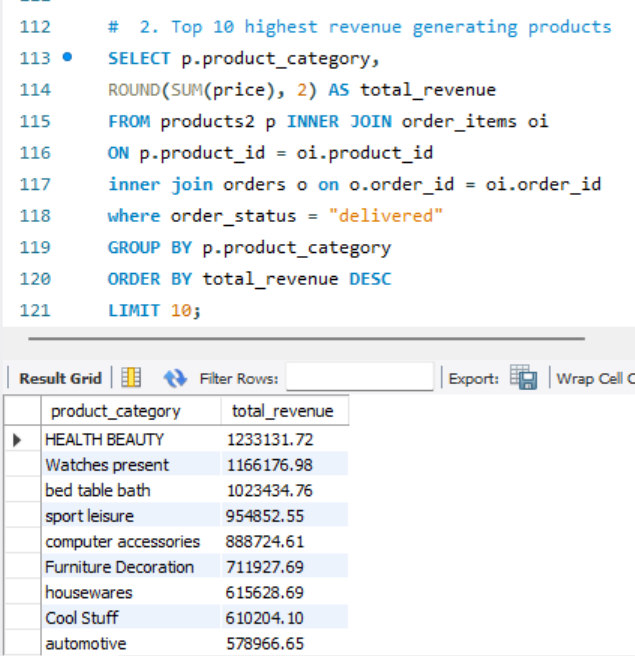 112 # 2. Top 10 highest revenue generating products
113 SELECT p.product_category,
114 ROUND(SUM(price), 2) AS total_revenue
115 FROM products2 p INNER JOIN order_items oi
116 ON p.product_id = oi.product_id
117 inner join orders o on o.order_id = oi.order_id
118 where order_status = "delivered"
119 GROUP BY p.product_category
120 ORDER BY total_revenue DESC
121 LIMIT 10;
Result Grid Filter Rows: Export: Wrap Cell C
product_category total_revenue
HEALTH BEAUTY 1233131.72
Watches present 1166176.98
bed table bath 1023434.76
sport leisure 954852.55
computer accessories 888724.61
Furniture Decoration 711927.69
housewares 615628.69
Cool Stuff 610204.10
automotive 578966.65